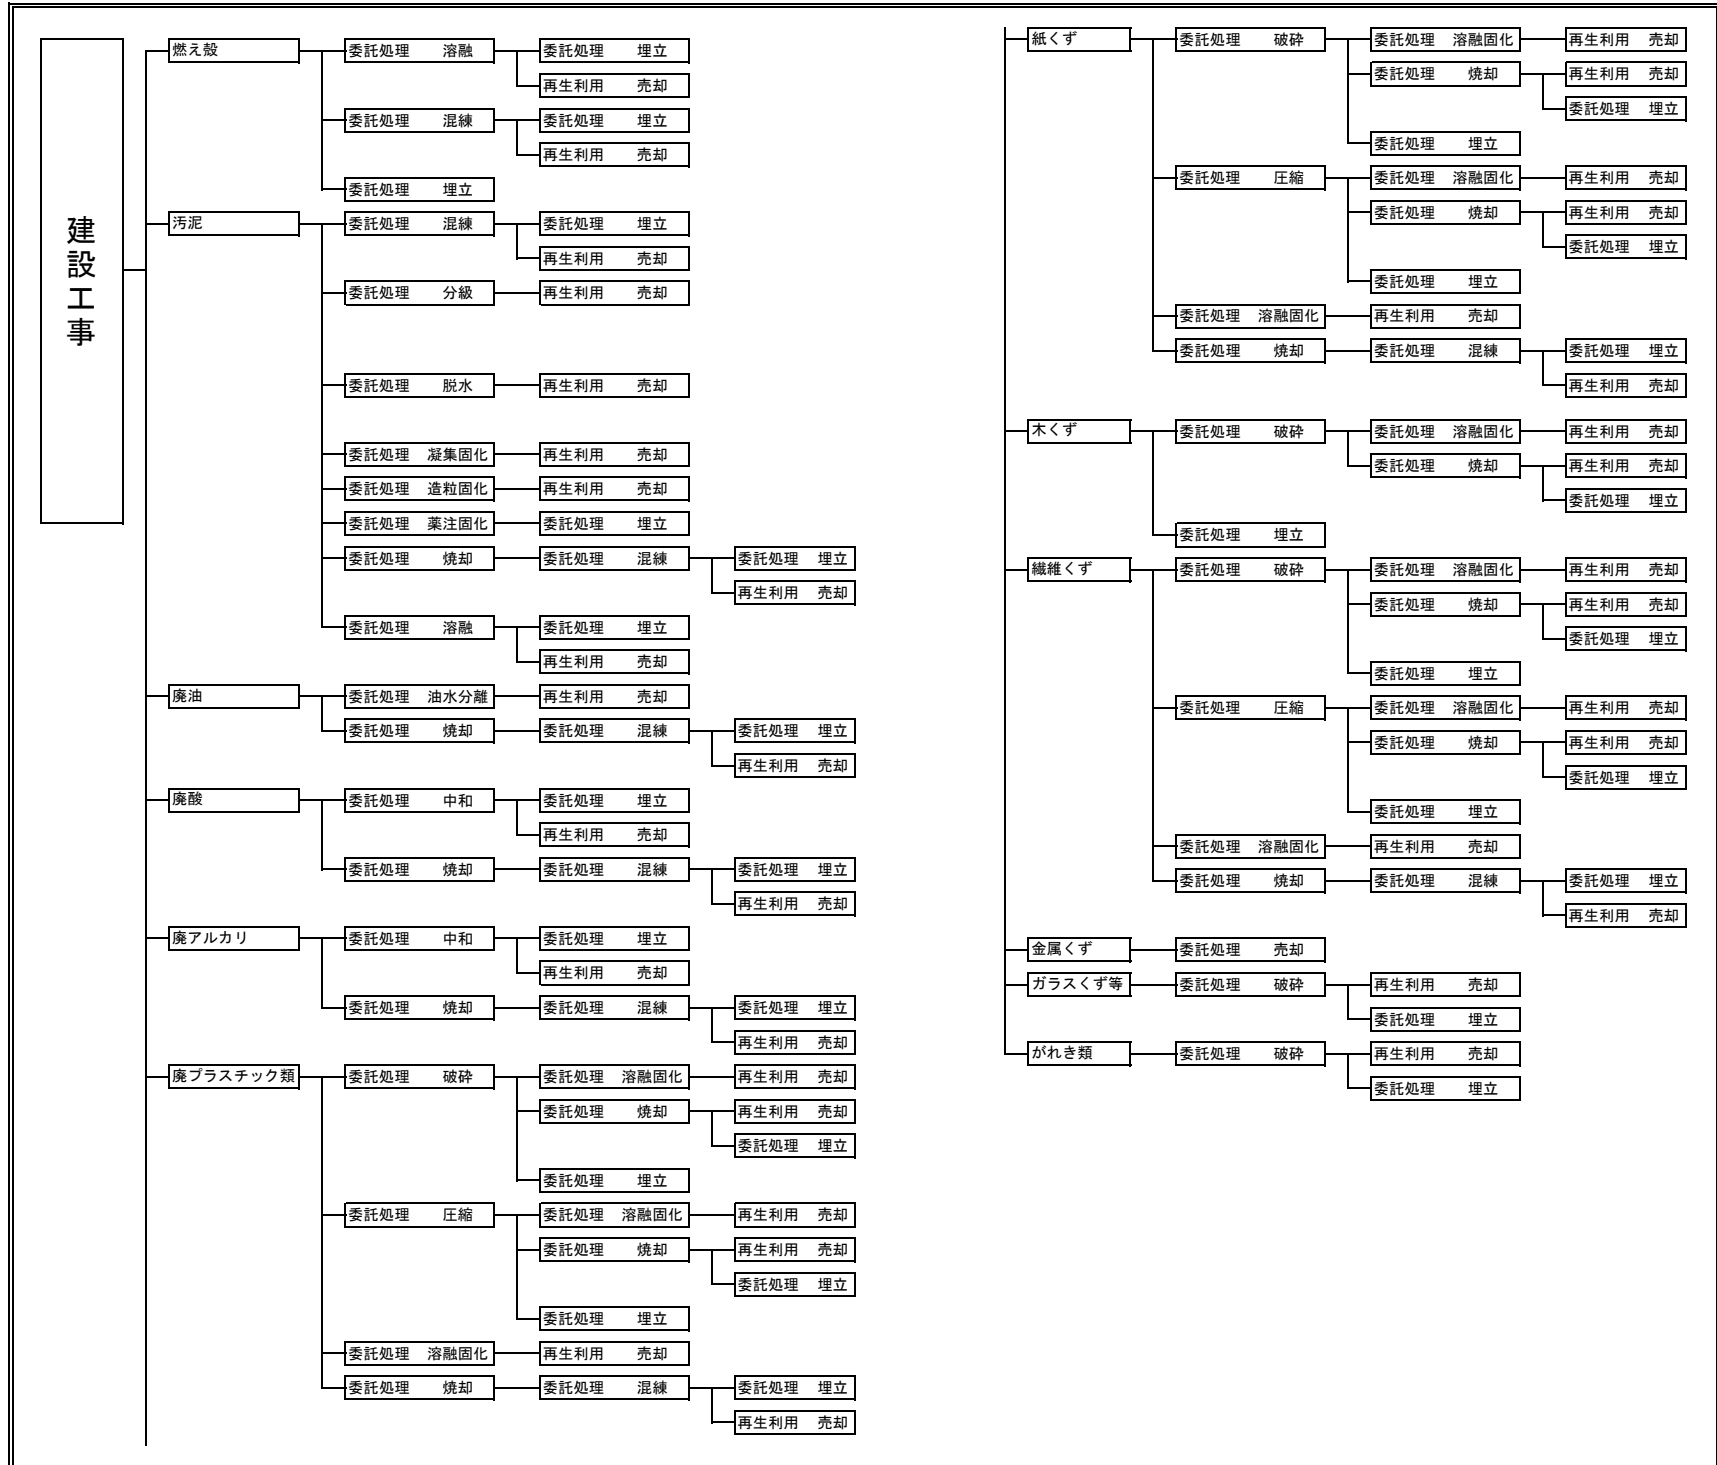 建設工事
燃え殻 委託処理 溶融 委託処理 埋立
再生利用 売却
委託処理 混練 委託処理 埋立
再生利用 売却
委託処理 埋立
汚泥 委託処理 混練 委託処理 埋立
再生利用 売却
委託処理 分級 再生利用 売却
委託処理 脱水 再生利用 売却
委託処理 凝集固化 再生利用 売却
委託処理 造粒固化 再生利用 売却
委託処理 薬注固化 委託処理 埋立
委託処理 焼却 委託処理 混練 委託処理 埋立
再生利用 売却
委託処理 溶融 委託処理 埋立
再生利用 売却
廃油 委託処理 油水分離 再生利用 売却
委託処理 焼却 委託処理 混練 委託処理 埋立
再生利用 売却
廃酸 委託処理 中和 委託処理 埋立
再生利用 売却
委託処理 焼却 委託処理 混練 委託処理 埋立
再生利用 売却
廃アルカリ 委託処理 中和 委託処理 埋立
再生利用 売却
委託処理 焼却 委託処理 混練 委託処理 埋立
再生利用 売却
廃プラスチック類 委託処理 破砕 委託処理 溶融固化 再生利用 売却
委託処理 焼却 再生利用 売却
委託処理 埋立
委託処理 埋立
委託処理 圧縮 委託処理 溶融固化 再生利用 売却
委託処理 焼却 再生利用 売却
委託処理 埋立
委託処理 埋立
委託処理 溶融固化 再生利用 売却
委託処理 焼却 委託処理 混練 委託処理 埋立
再生利用 売却
紙くず 委託処理 破砕 委託処理 溶融固化 再生利用 売却
委託処理 焼却 再生利用 売却
委託処理 埋立
委託処理 埋立
委託処理 圧縮 委託処理 溶融固化 再生利用 売却
委託処理 焼却 再生利用 売却
委託処理 埋立
委託処理 埋立
委託処理 溶融固化 再生利用 売却
委託処理 焼却 委託処理 混練 委託処理 埋立
再生利用 売却
木くず 委託処理 破砕 委託処理 溶融固化 再生利用 売却
委託処理 焼却 再生利用 売却
委託処理 埋立
委託処理 埋立
繊維くず 委託処理 破砕 委託処理 溶融固化 再生利用 売却
委託処理 焼却 再生利用 売却
委託処理 埋立
委託処理 埋立
委託処理 圧縮 委託処理 溶融固化 再生利用 売却
委託処理 焼却 再生利用 売却
委託処理 埋立
委託処理 埋立
委託処理 溶融固化 再生利用 売却
委託処理 焼却 委託処理 混練 委託処理 埋立
再生利用 売却
金属くず 委託処理 売却
ガラスくず等 委託処理 破砕 再生利用 売却
委託処理 埋立
がれき類 委託処理 破砕 再生利用 売却
委託処理 埋立